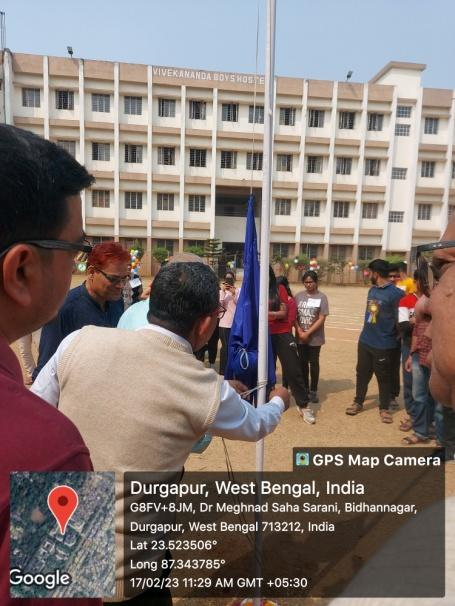 VIVEKANANDA BOYS HOSTE
GPS Map Camera
Durgapur, West Bengal, India
G8FV+8JM, Dr Meghnad Saha Sarani, Bidhannagar,
Durgapur, West Bengal 713212, India
Lat 23.523506°
Long 87.343785°
17/02/23 11:29 AM GMT +05:30
Google